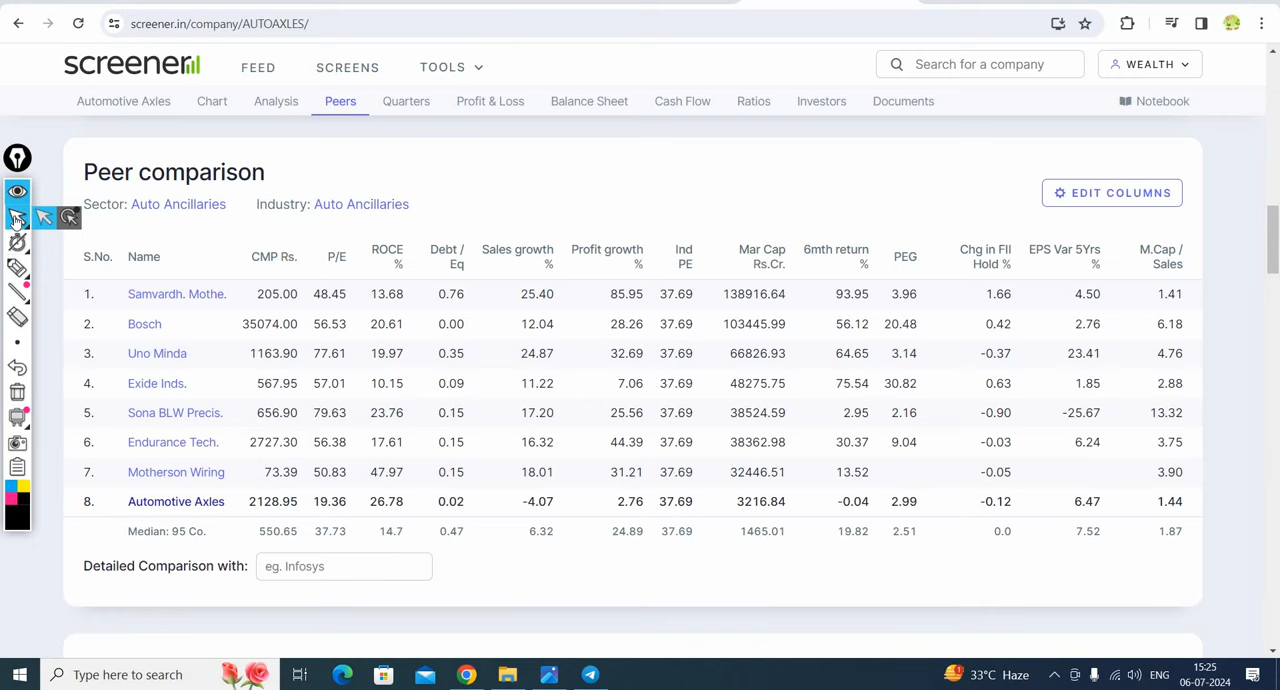 screener.in/company/AUTOAXLES/
screener
FEED SCREENS TOOLS
Search for a company
WEALTH
Automotive Axles Chart Analysis Peers Quarters Profit & Loss Balance Sheet Cash Flow Ratios Investors Documents Notebook
Peer comparison
Sector: Auto Ancillaries Industry: Auto Ancillaries
EDIT COLUMNS
S.No. Name CMP Rs. P/E ROCE % Debt / Eq Sales growth % Profit growth % Ind PE Mar Cap Rs.Cr. 6mth return % PEG Chg in FII Hold % EPS Var 5Yrs % M.Cap / Sales
1. Samvardh. Mothe. 205.00 48.45 13.68 0.76 25.40 85.95 37.69 138916.64 93.95 3.96 1.66 4.50 1.41
2. Bosch 35074.00 56.53 20.61 0.00 12.04 28.26 37.69 103445.99 56.12 20.48 0.42 2.76 6.18
3. Uno Minda 1163.90 77.61 19.97 0.35 24.87 32.69 37.69 66826.93 64.65 3.14 -0.37 23.41 4.76
4. Exide Inds. 567.95 57.01 10.15 0.09 11.22 7.06 37.69 48275.75 75.54 30.82 0.63 1.85 2.88
5. Sona BLW Precis. 656.90 79.63 23.76 0.15 17.20 25.56 37.69 38524.59 2.95 2.16 -0.90 -25.67 13.32
6. Endurance Tech. 2727.30 56.38 17.61 0.15 16.32 44.39 37.69 38362.98 30.37 9.04 -0.03 6.24 3.75
7. Motherson Wiring 73.39 50.83 47.97 0.15 18.01 31.21 37.69 32446.51 13.52 -0.05 3.90
8. Automotive Axles 2128.95 19.36 26.78 0.02 -4.07 2.76 37.69 3216.84 -0.04 2.99 -0.12 6.47 1.44
Median: 95 Co. 550.65 37.73 14.7 0.47 6.32 24.89 37.69 1465.01 19.82 2.51 0.0 7.52 1.87
Detailed Comparison with: eg. Infosys
Type here to search
33°C Haze
ENG
15:25
06-07-2024